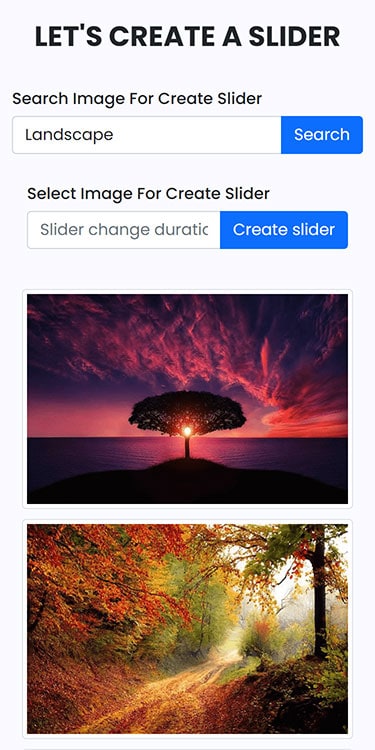 LET'S CREATE A SLIDER
Search Image For Create Slider
Landscape
Search
Select Image For Create Slider
Slider change duratic
Create slider